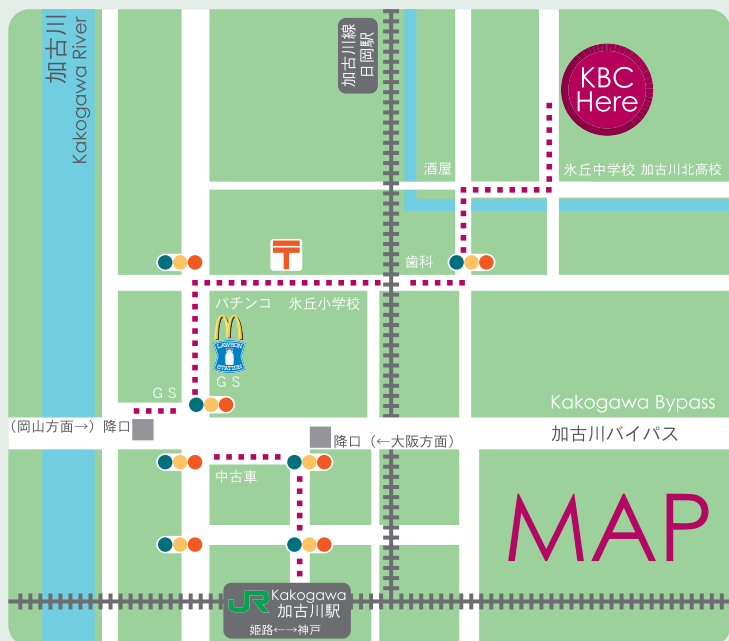 加古川
Kakogawa River
加古川線
日岡駅
KBC
Here
酒屋
氷丘中学校 加古川北高校
〒
歯科
パチンコ 氷丘小学校
M
LAWSON
STATION
GS
GS
Kakogawa Bypass
(岡山方面→) 降口
加古川バイパス
降口 (←大阪方面)
中古車
MAP
JR Kakogawa
加古川駅
姫路←→神戸